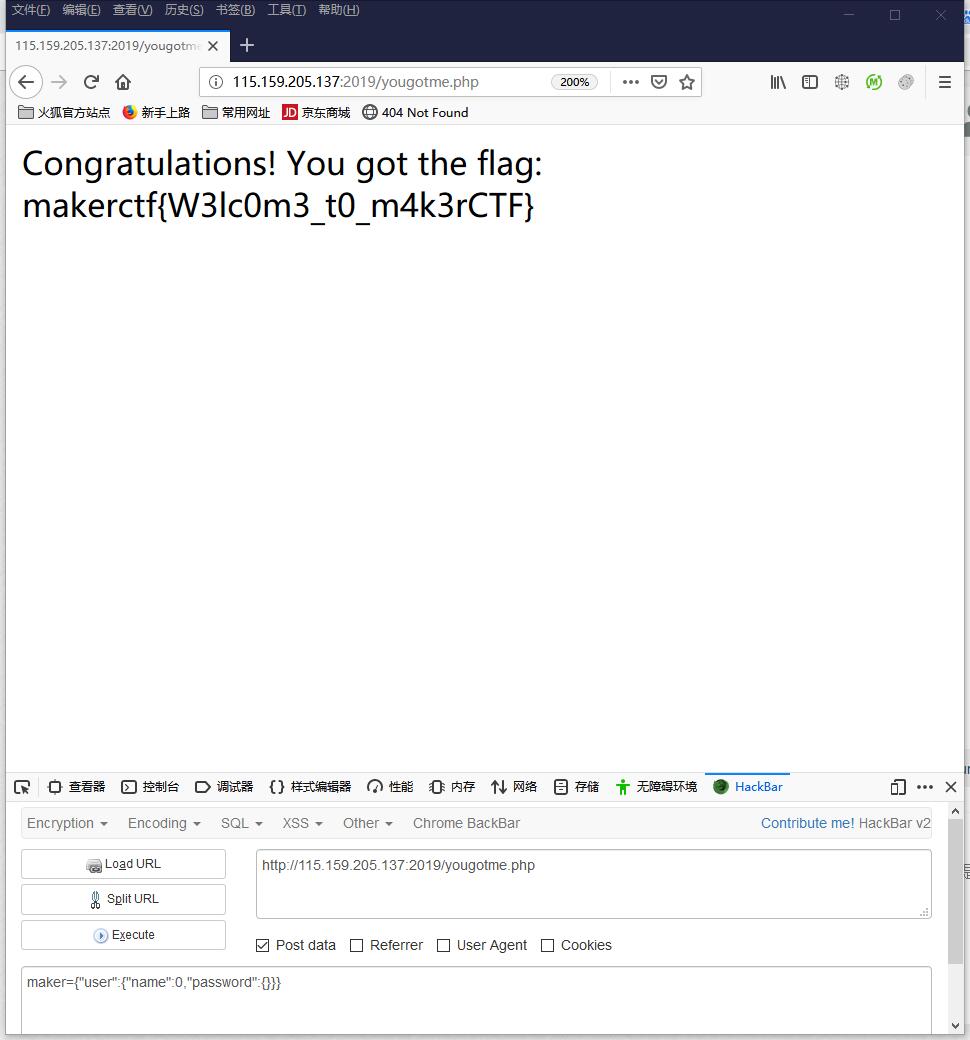 文件(F) 编辑(E) 查看(V) 历史(S) 书签(B) 工具(T) 帮助(H)
115.159.205.137:2019/yougotme
115.159.205.137:2019/yougotme.php 200%
火狐官方站点 新手上路 常用网址 JD 京东商城 404 Not Found
Congratulations! You got the flag:
makerctf{W3lc0m3_t0_m4k3rCTF}
查看器 控制台 调试器 样式编辑器 性能 内存 网络 存储 无障碍环境 HackBar
Encryption Encoding SQL XSS Other Chrome BackBar Contribute me! HackBar v2
Load URL
http://115.159.205.137:2019/yougotme.php
Split URL
Execute
Post data Referrer User Agent Cookies
maker={"user":{"name":0,"password":{}}}